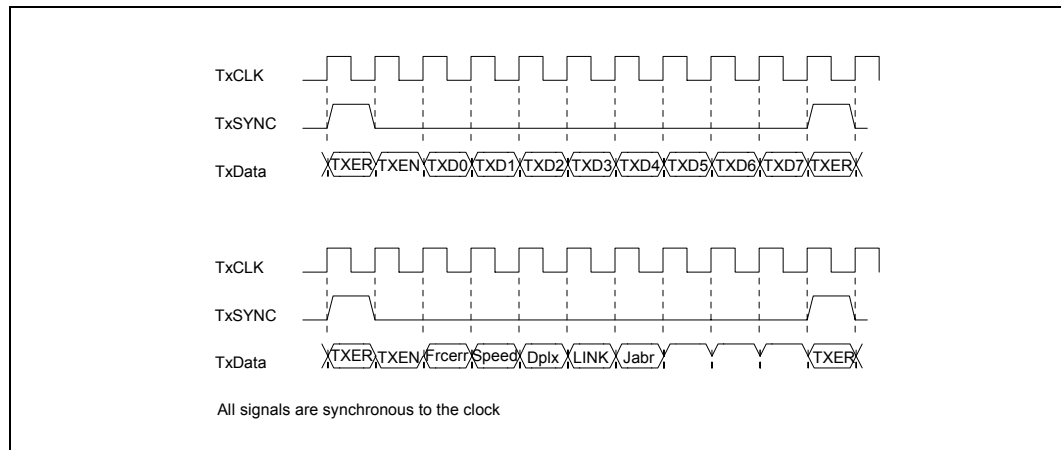 TxCLK
TxSYNC
TxData TXER TXEN TXD0 TXD1 TXD2 TXD3 TXD4 TXD5 TXD6 TXD7 TXER
TxCLK
TxSYNC
TxData TXER TXEN Frcerr Speed Dplx LINK Jabr TXER
All signals are synchronous to the clock